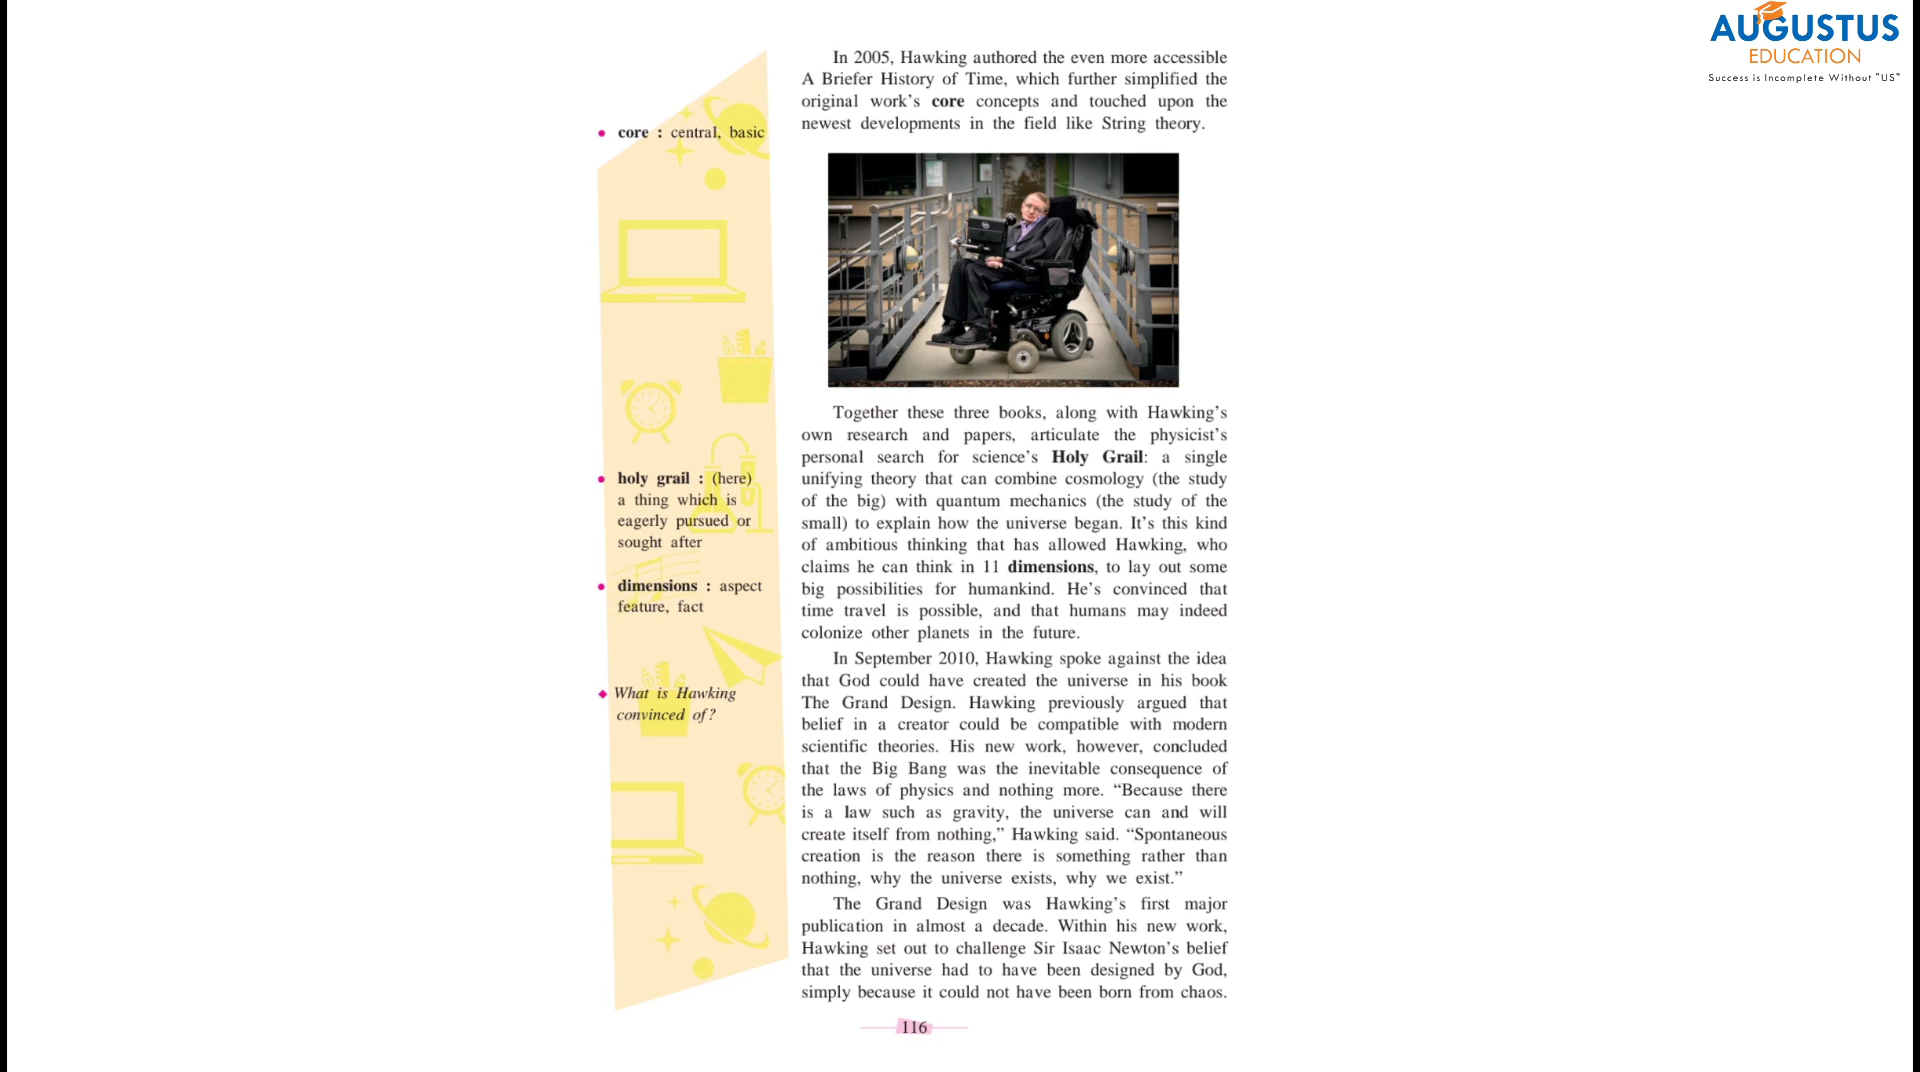 AUGUSTUS
EDUCATION
Success is Incomplete Without "US"
In 2005, Hawking authored the even more accessible
A Briefer History of Time, which further simplified the
original work's core concepts and touched upon the
newest developments in the field like String theory.
• core : central, basic
Together these three books, along with Hawking's
own research and papers, articulate the physicist's
personal search for science's Holy Grail: a single
unifying theory that can combine cosmology (the study
of the big) with quantum mechanics (the study of the
small) to explain how the universe began. It's this kind
of ambitious thinking that has allowed Hawking, who
claims he can think in 11 dimensions, to lay out some
big possibilities for humankind. He's convinced that
time travel is possible, and that humans may indeed
colonize other planets in the future.
• holy grail : (here)
a thing which is
eagerly pursued or
sought after
• dimensions : aspect
feature, fact
◆ What is Hawking
convinced of?
In September 2010, Hawking spoke against the idea
that God could have created the universe in his book
The Grand Design. Hawking previously argued that
belief in a creator could be compatible with modern
scientific theories. His new work, however, concluded
that the Big Bang was the inevitable consequence of
the laws of physics and nothing more. “Because there
is a law such as gravity, the universe can and will
create itself from nothing,” Hawking said. “Spontaneous
creation is the reason there is something rather than
nothing, why the universe exists, why we exist.”
The Grand Design was Hawking's first major
publication in almost a decade. Within his new work,
Hawking set out to challenge Sir Isaac Newton's belief
that the universe had to have been designed by God,
simply because it could not have been born from chaos.
116